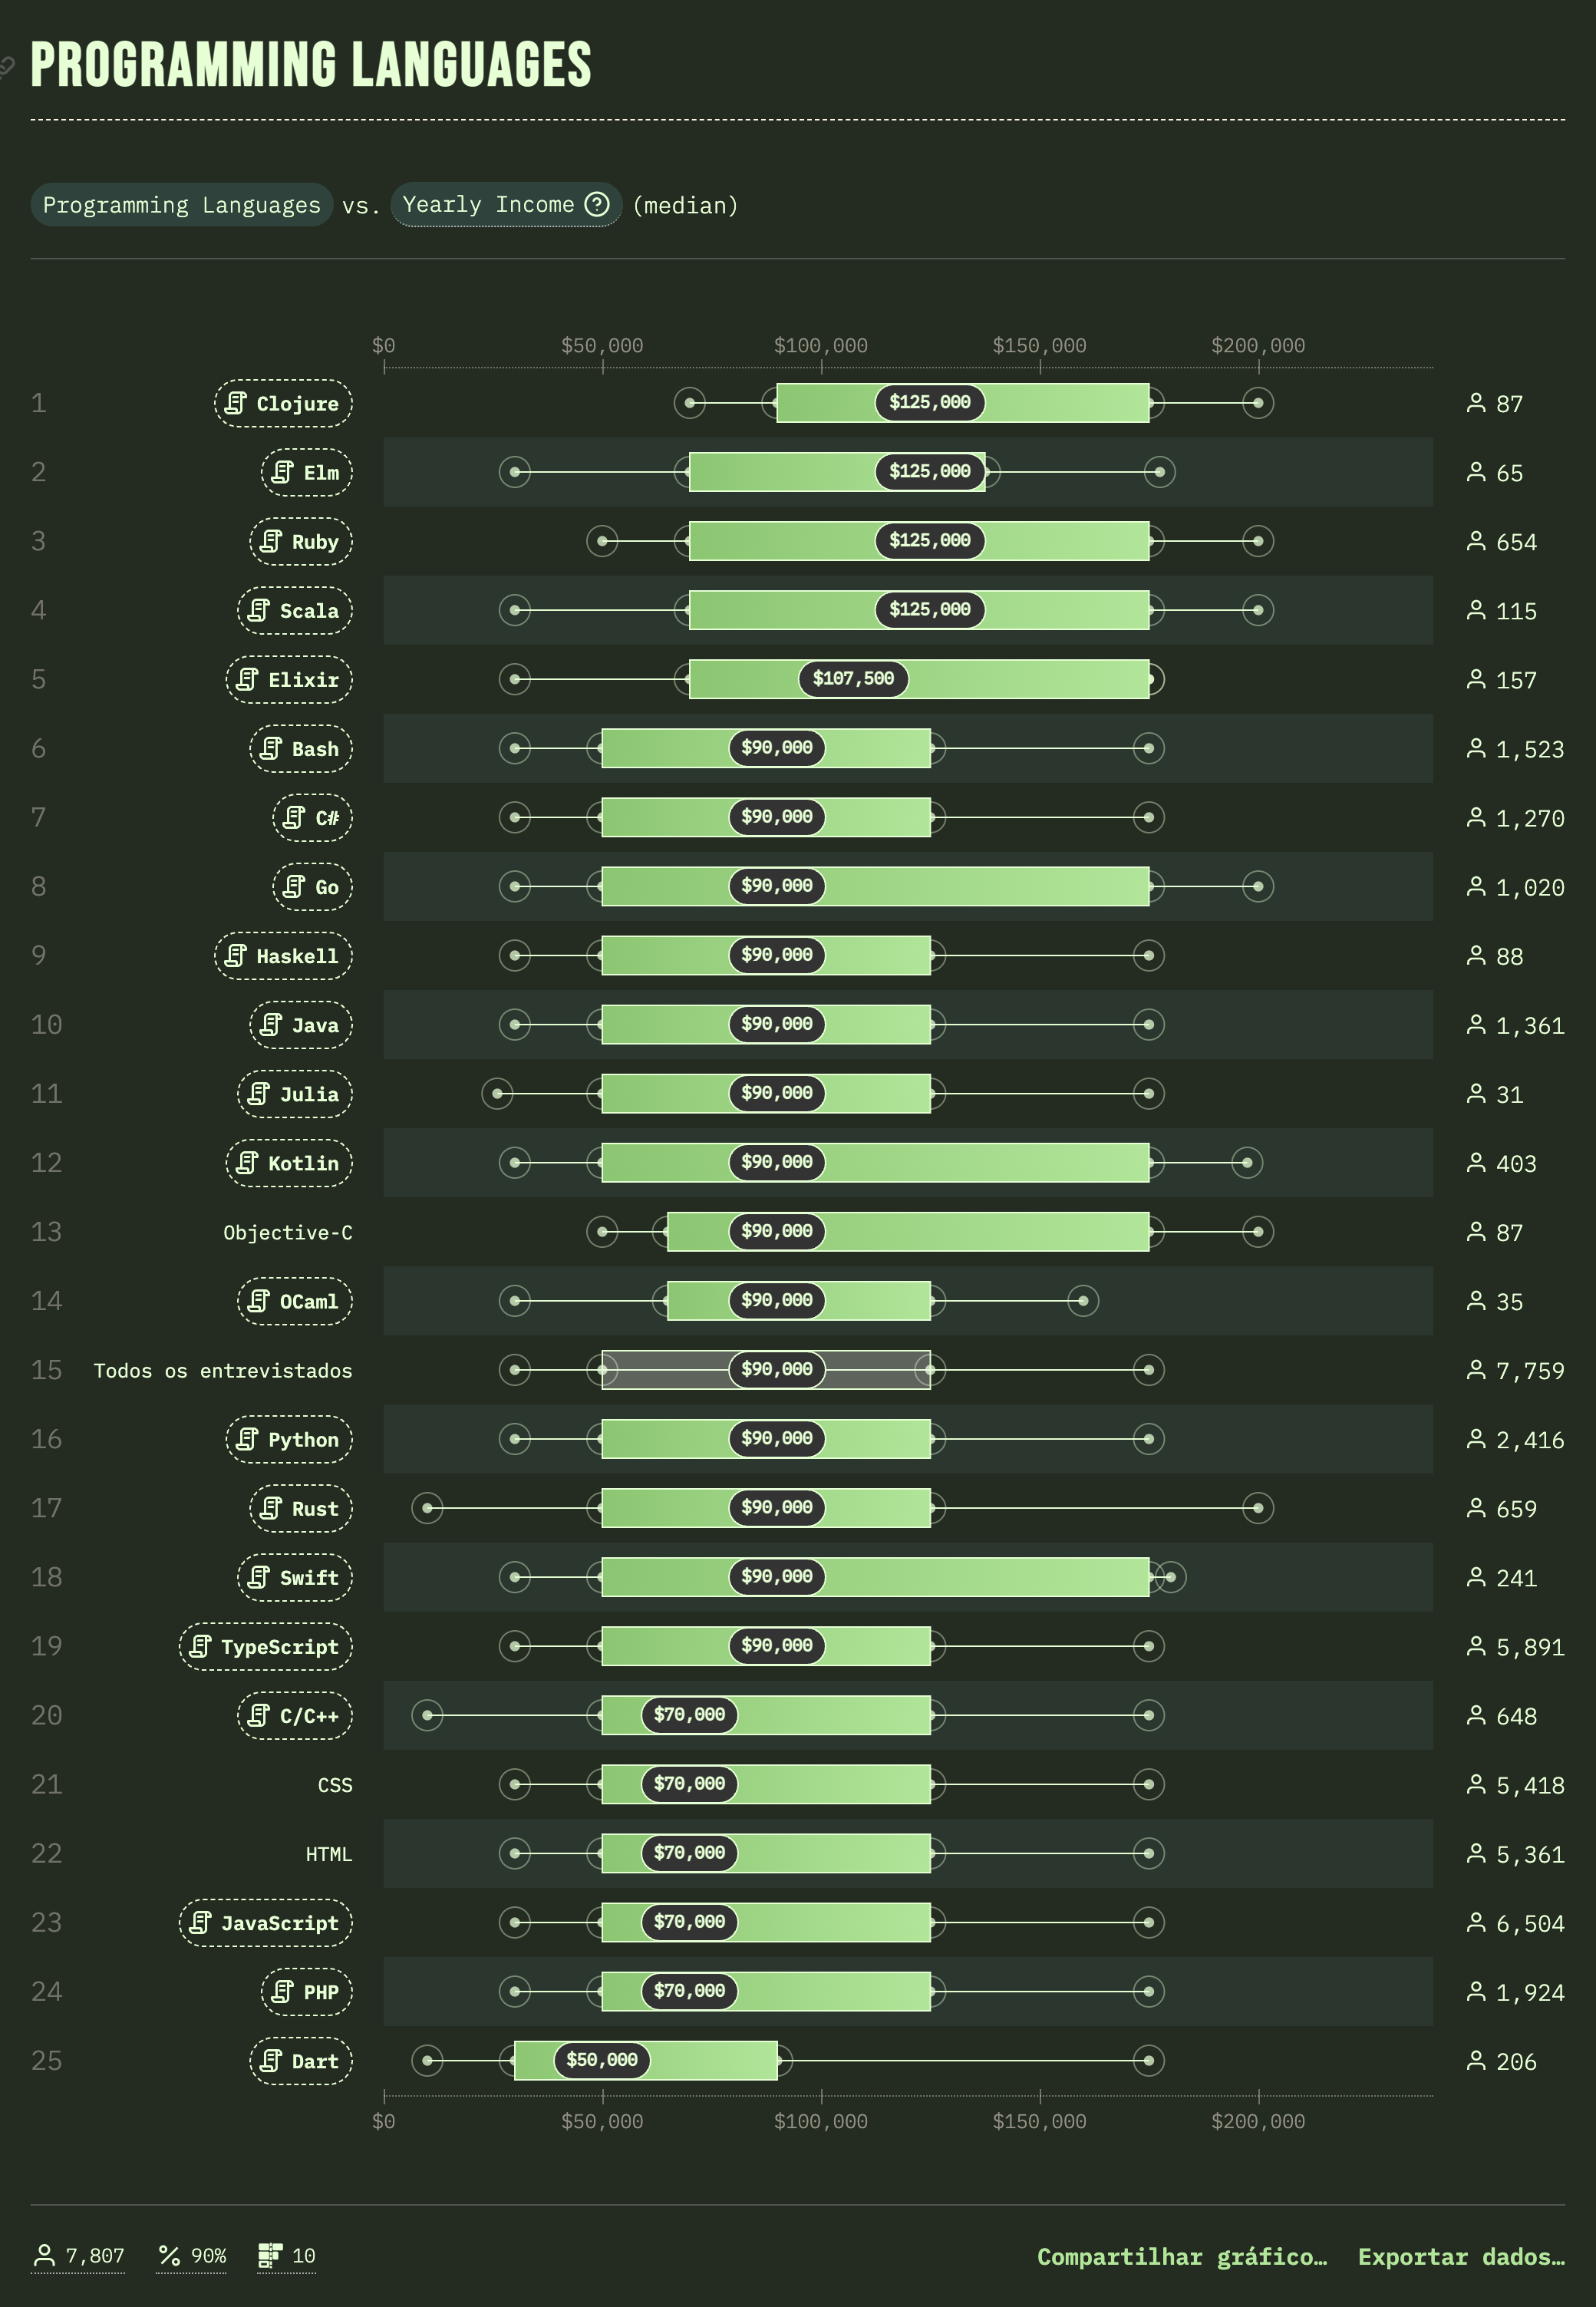 PROGRAMMING LANGUAGES
Programming Languages vs. Yearly Income ? (median)
$0 $50,000 $100,000 $150,000 $200,000
1 Clojure $125,000 87
2 Elm $125,000 65
3 Ruby $125,000 654
4 Scala $125,000 115
5 Elixir $107,500 157
6 Bash $90,000 1,523
7 C# $90,000 1,270
8 Go $90,000 1,020
9 Haskell $90,000 88
10 Java $90,000 1,361
11 Julia $90,000 31
12 Kotlin $90,000 403
13 Objective-C $90,000 87
14 OCaml $90,000 35
15 Todos os entrevistados $90,000 7,759
16 Python $90,000 2,416
17 Rust $90,000 659
18 Swift $90,000 241
19 TypeScript $90,000 5,891
20 C/C++ $70,000 648
21 CSS $70,000 5,418
22 HTML $70,000 5,361
23 JavaScript $70,000 6,504
24 PHP $70,000 1,924
25 Dart $50,000 206
$0 $50,000 $100,000 $150,000 $200,000
7,807 90% 10 Compartilhar gráfico… Exportar dados…